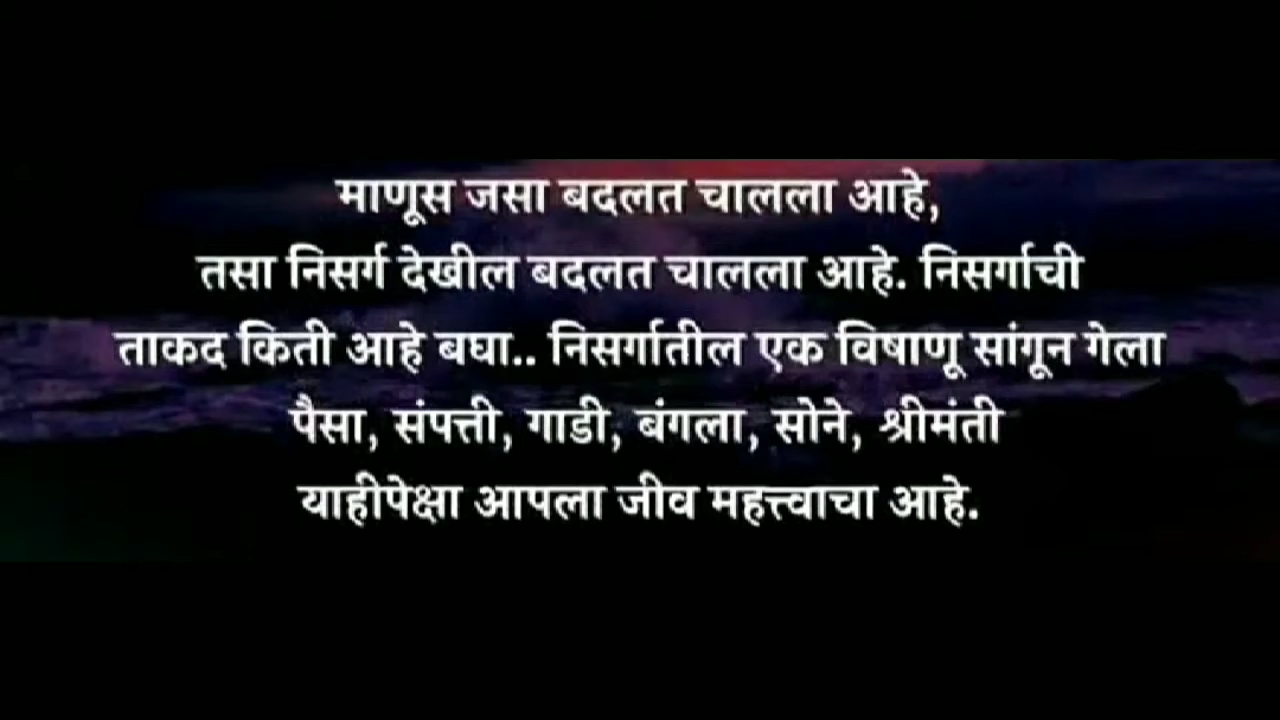 माणूस जसा बदलत चालला आहे,
तसा निसर्ग देखील बदलत चालला आहे. निसर्गाची
ताकद किती आहे बघा.. निसर्गातील एक विषाणू सांगून गेला
पैसा, संपत्ती, गाडी, बंगला, सोने, श्रीमंती
याहीपेक्षा आपला जीव महत्त्वाचा आहे.